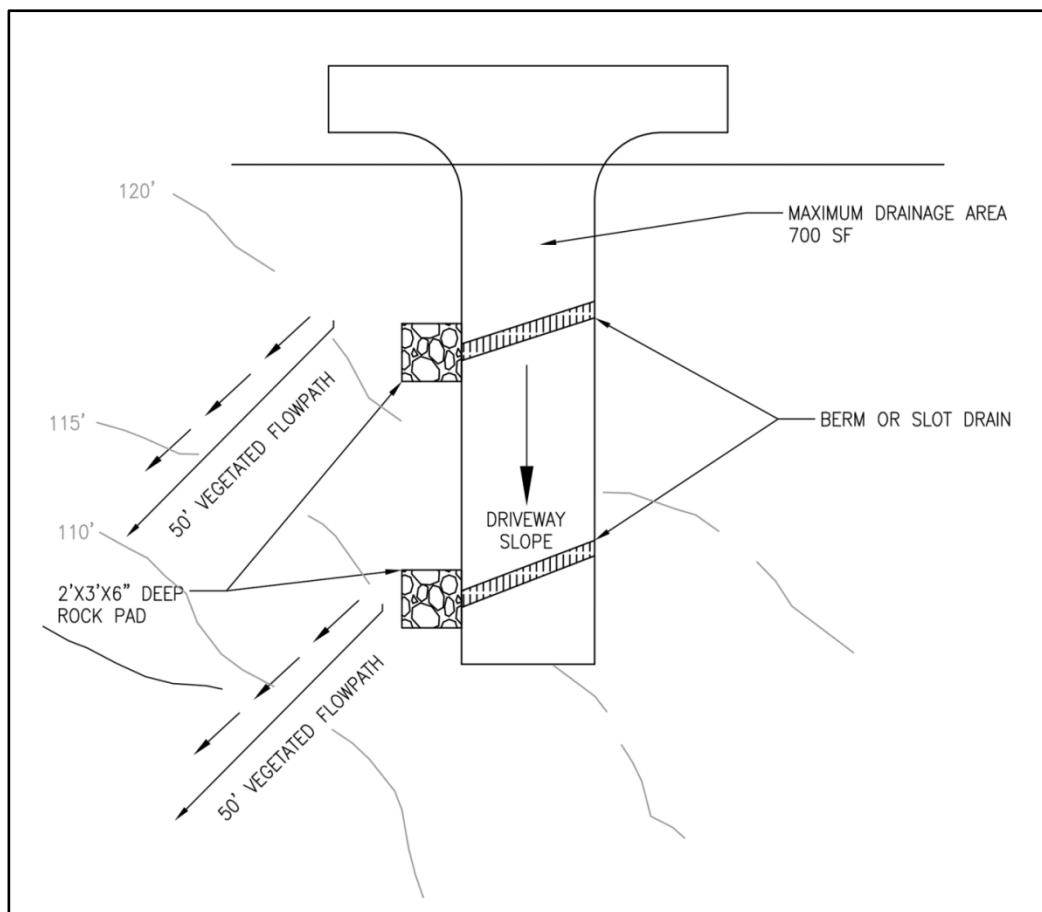 120'
MAXIMUM DRAINAGE AREA
700 SF
115'
50' VEGETATED FLOWPATH
BERM OR SLOT DRAIN
110'
DRIVEWAY
SLOPE
2'X3'X6" DEEP
ROCK PAD
50' VEGETATED FLOWPATH